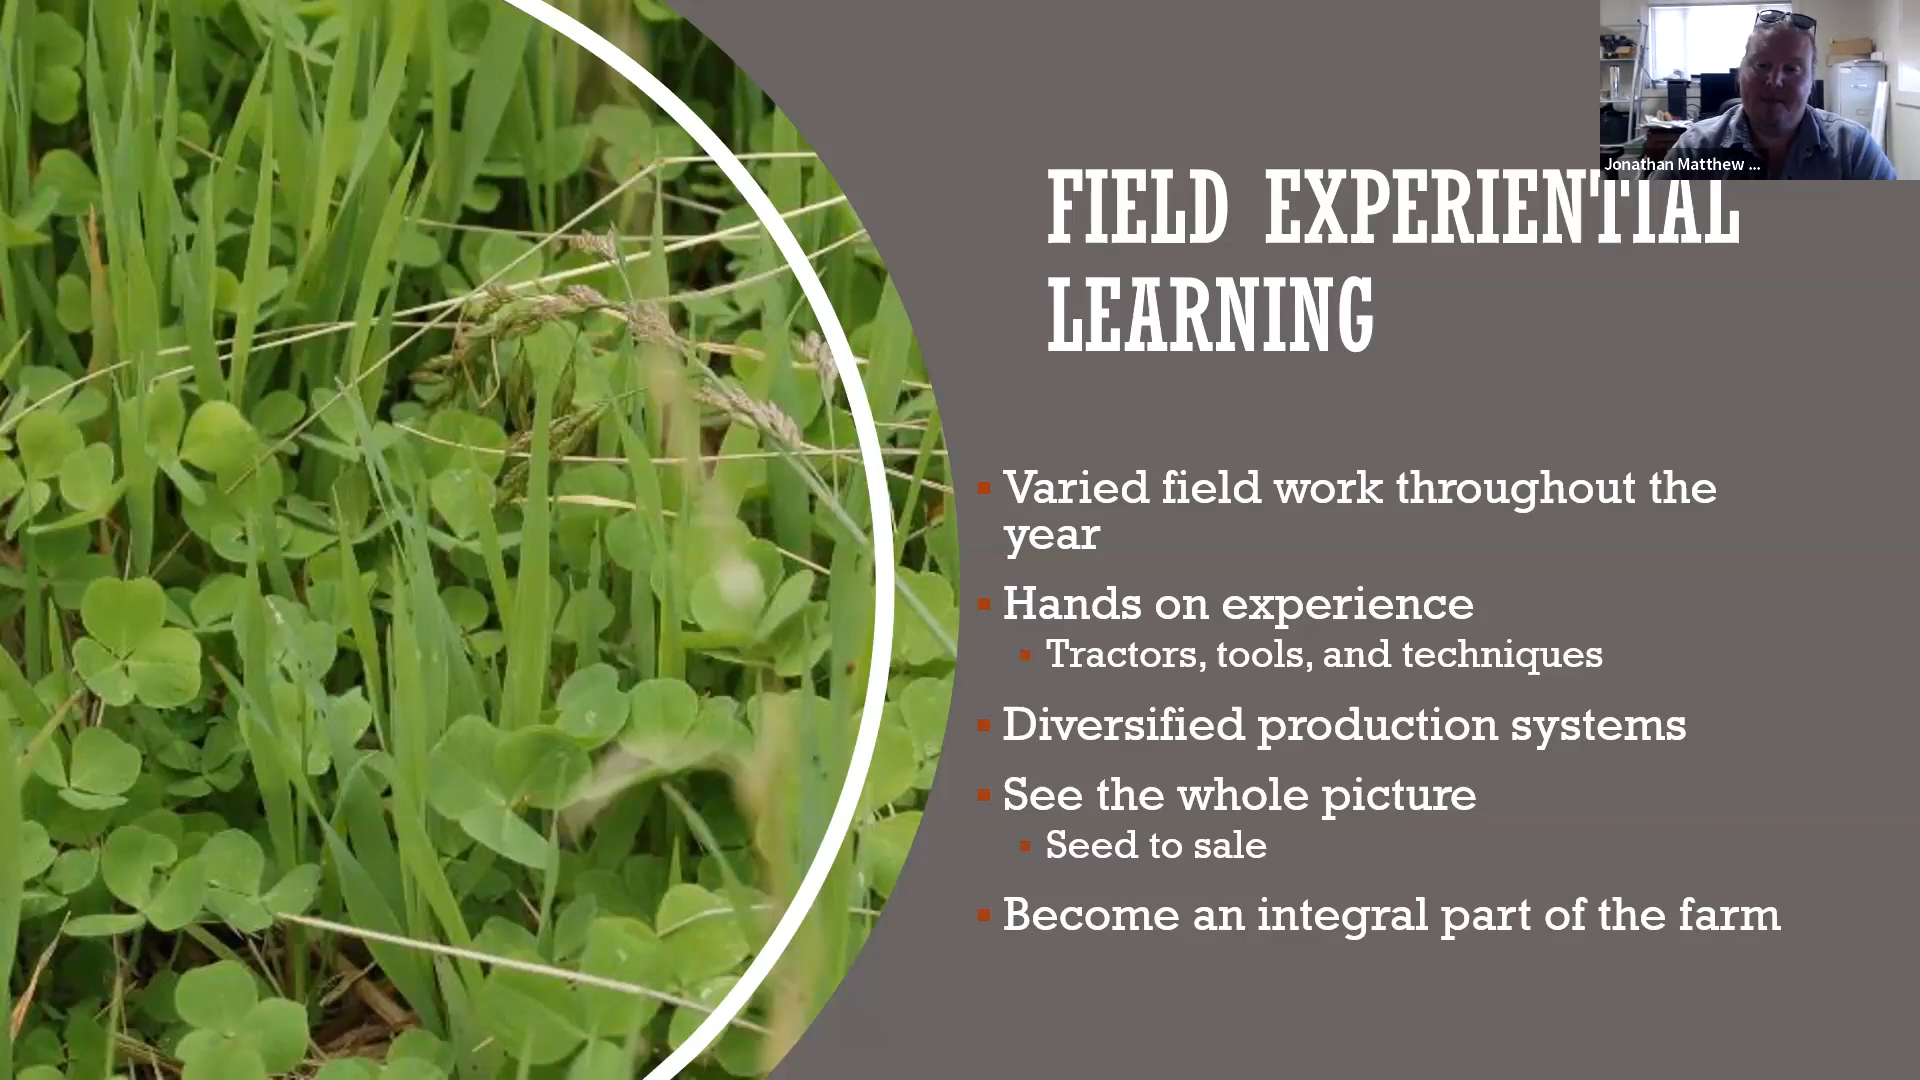 Jonathan Matthew ...
FIELD EXPERIENTIAL
LEARNING
Varied field work throughout the
year
Hands on experience
Tractors, tools, and techniques
Diversified production systems
See the whole picture
Seed to sale
Become an integral part of the farm